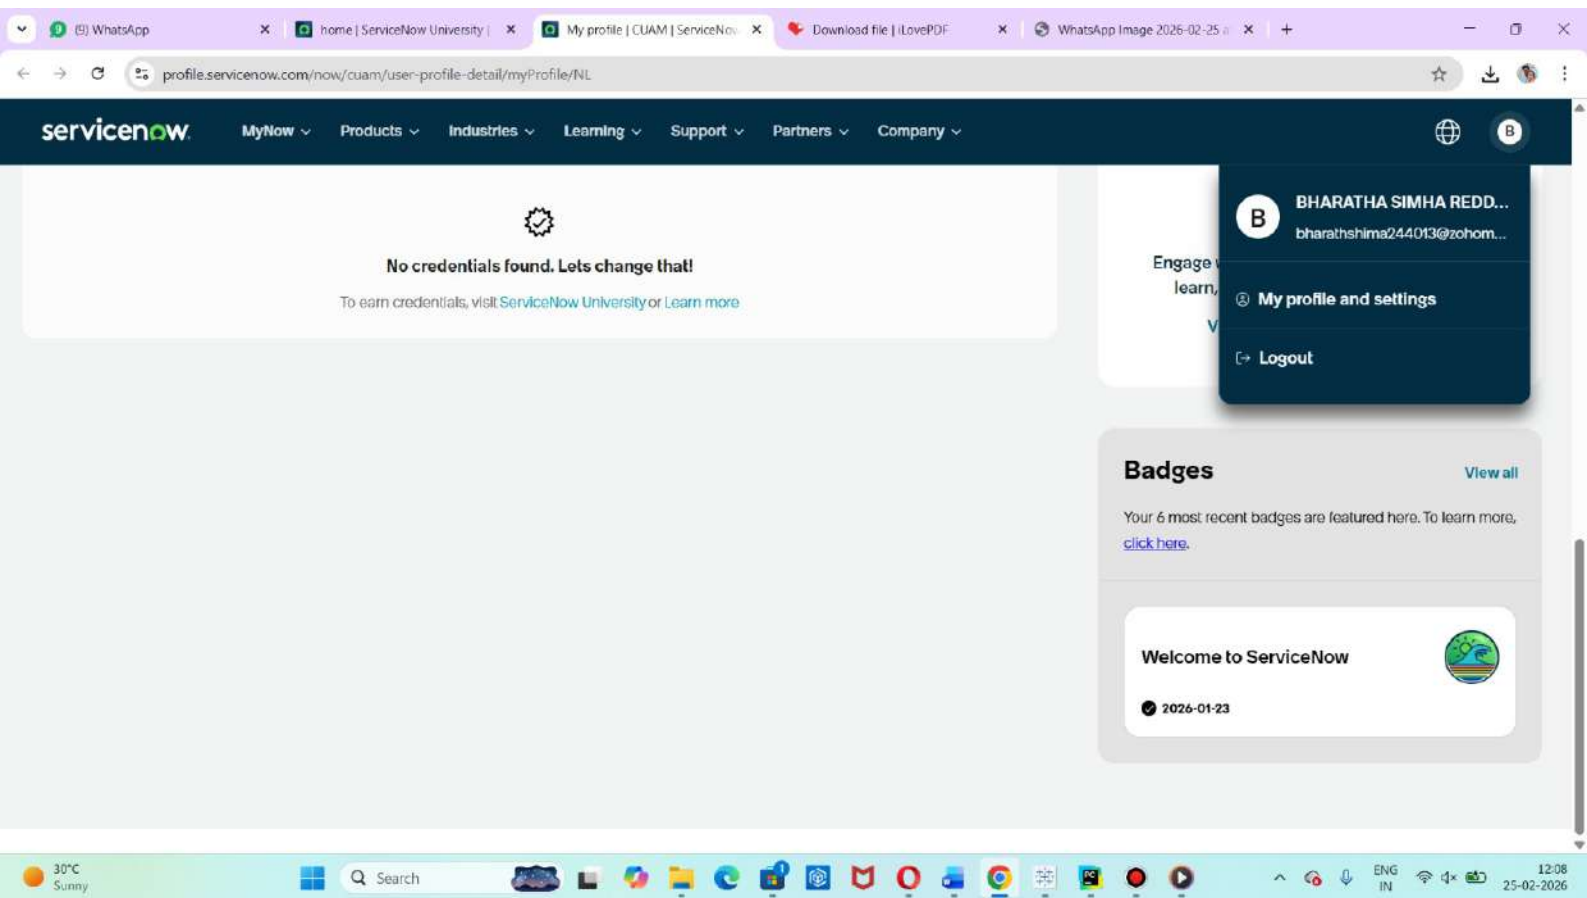 (9) WhatsApp
home | ServiceNow University |
My profile | CUAM | ServiceNov
Download file | iLovePDF
WhatsApp Image 2026-02-25 a
profile.servicenow.com/now/cuam/user-profile-detail/myProfile/NL
servicenow
MyNow
Products
Industries
Learning
Support
Partners
Company
B
B
BHARATHA SIMHA REDD...
bharathshima244013@zohom...
My profile and settings
Logout
No credentials found. Lets change that!
To earn credentials, visit ServiceNow University or Learn more
Engage
learn,
V
Badges
View all
Your 6 most recent badges are featured here. To learn more,
click here.
Welcome to ServiceNow
2026-01-23
30°C
Sunny
Search
1
PC
ENG
IN
12:08
25-02-2026